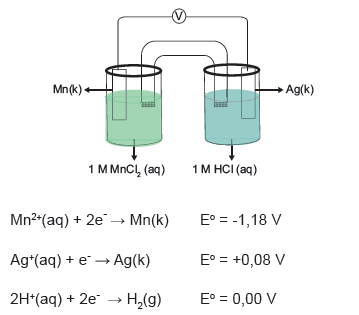 V
Mn(k)
Ag(k)
1 M MnCl₂ (aq)
1 M HCl (aq)
Mn²⁺(aq) + 2e⁻ → Mn(k) Eº = -1,18 V
Ag⁺(aq) + e⁻ → Ag(k) Eº = +0,08 V
2H⁺(aq) + 2e⁻ → H₂(g) Eº = 0,00 V